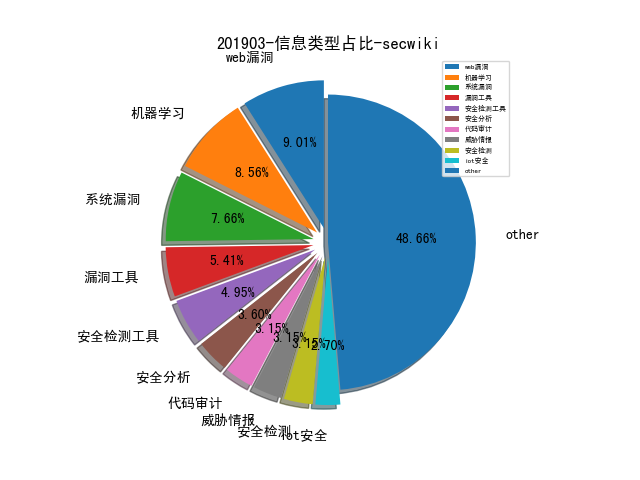 201903-信息类型占比-secwiki
web漏洞
机器学习
系统漏洞
漏洞工具
安全检测工具
安全分析
代码审计
威胁情报
安全检测
iot安全
other
9.01%
8.56%
7.66%
5.41%
4.95%
3.60%
3.15%
3.15%
3.15%
2.70%
48.66%
web漏洞
机器学习
系统漏洞
漏洞工具
安全检测工具
安全分析
代码审计
威胁情报
安全检测
iot安全
other